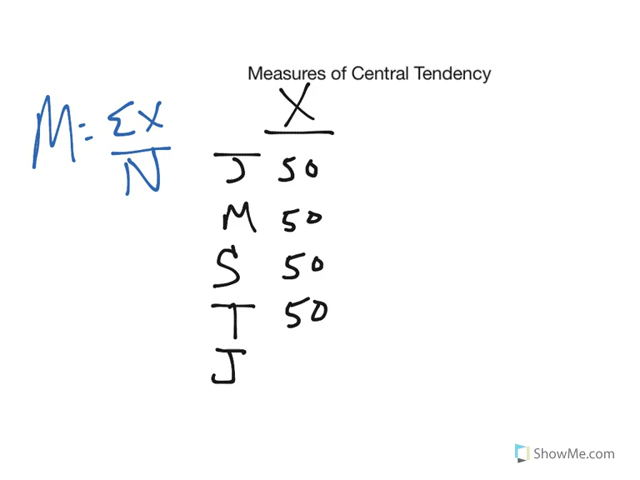 Measures of Central Tendency
X
M = ΣX
N
J 50
M 50
S 50
T 50
J
ShowMe.com